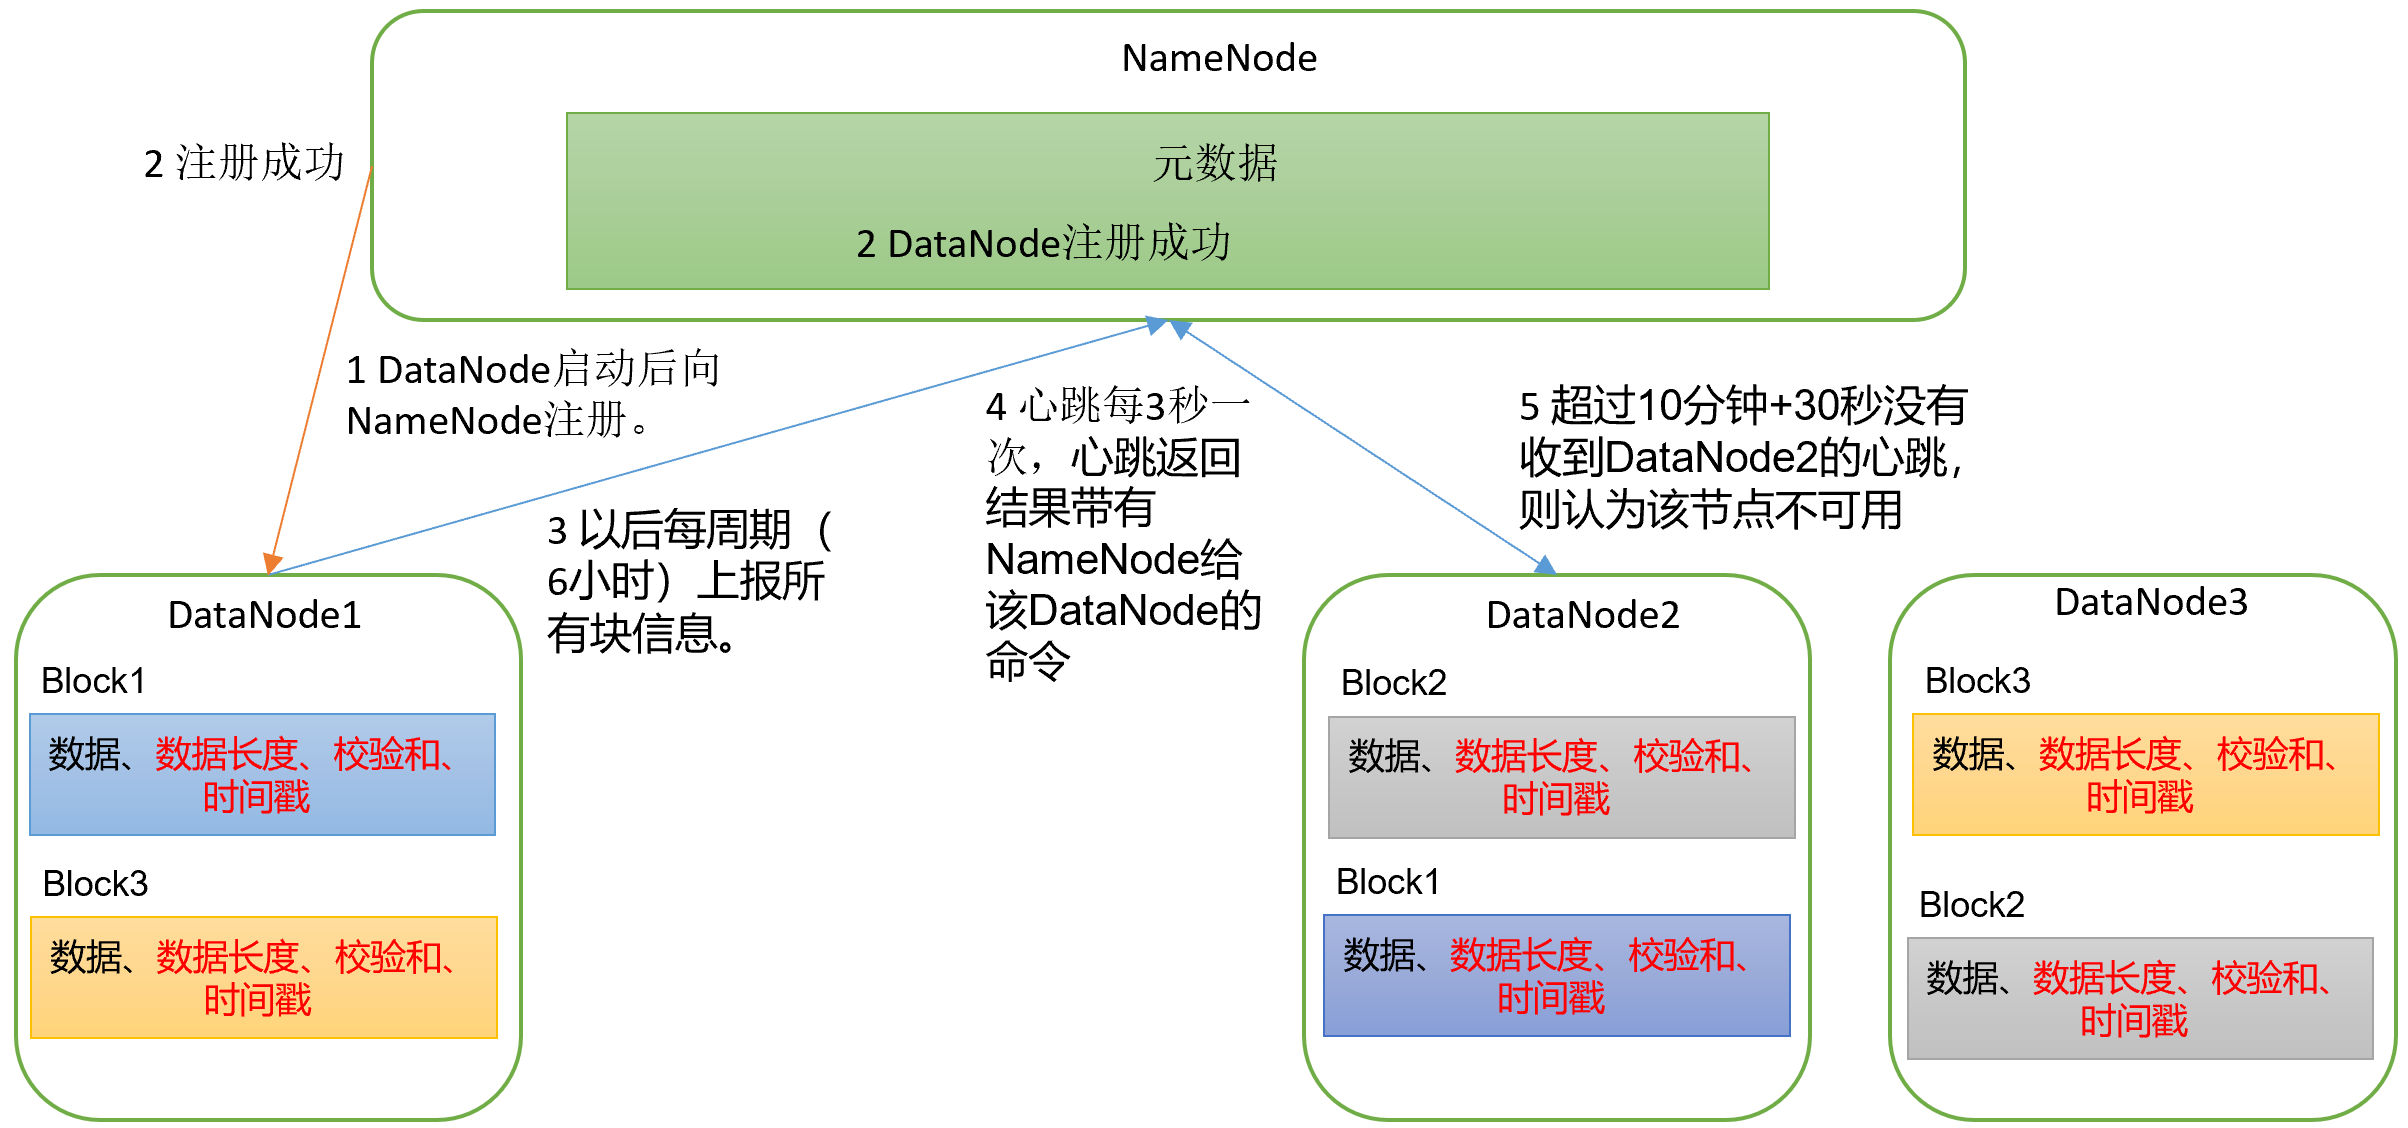 NameNode
元数据
2 DataNode注册成功
2 注册成功
1 DataNode启动后向
NameNode注册。
3 以后每周期（
6小时）上报所
有块信息。
4 心跳每3秒一
次，心跳返回
结果带有
NameNode给
该DataNode的
命令
5 超过10分钟+30秒没有
收到DataNode2的心跳，
则认为该节点不可用
DataNode1
Block1
数据、数据长度、校验和、
时间戳
Block3
数据、数据长度、校验和、
时间戳
DataNode2
Block2
数据、数据长度、校验和、
时间戳
Block1
数据、数据长度、校验和、
时间戳
DataNode3
Block3
数据、数据长度、校验和、
时间戳
Block2
数据、数据长度、校验和、
时间戳